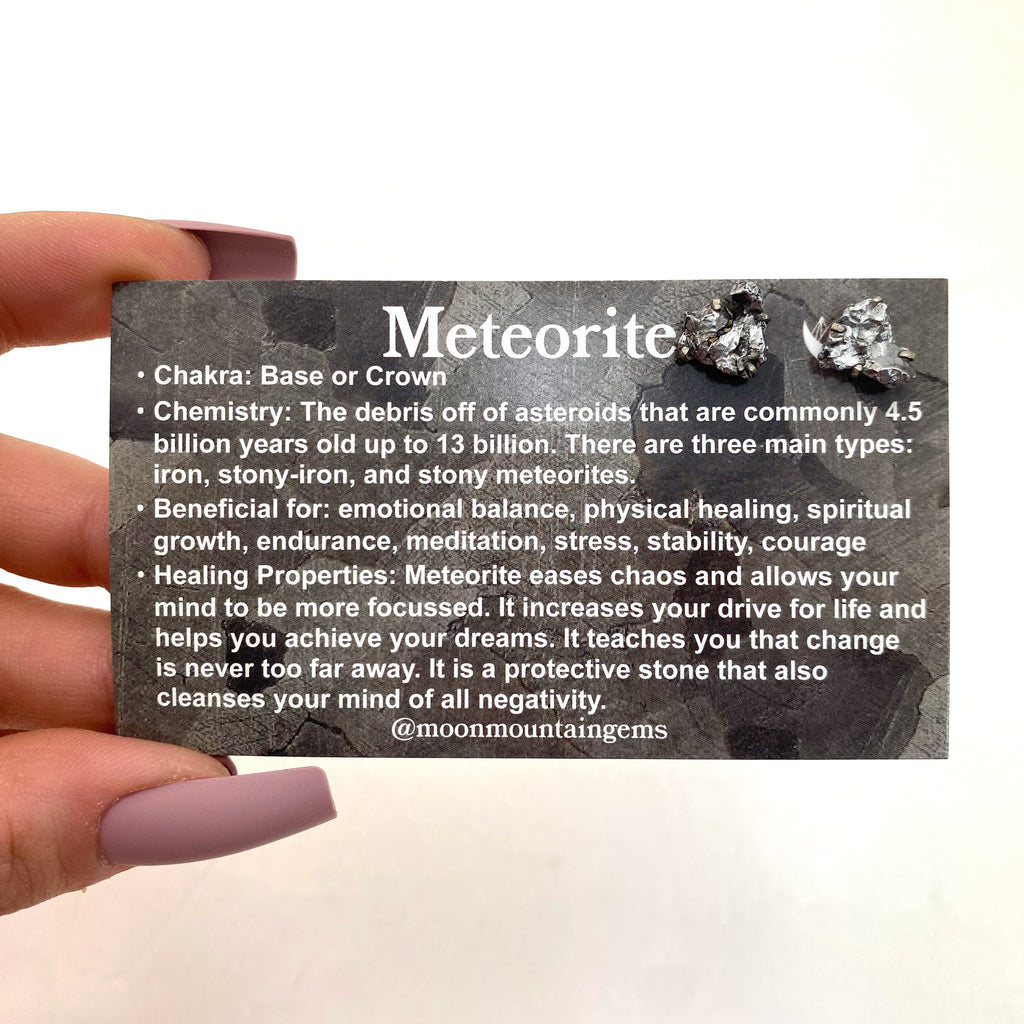 Meteorite
• Chakra: Base or Crown
• Chemistry: The debris off of asteroids that are commonly 4.5
billion years old up to 13 billion. There are three main types:
iron, stony-iron, and stony meteorites.
• Beneficial for: emotional balance, physical healing, spiritual
growth, endurance, meditation, stress, stability, courage
• Healing Properties: Meteorite eases chaos and allows your
mind to be more focussed. It increases your drive for life and
helps you achieve your dreams. It teaches you that change
is never too far away. It is a protective stone that also
cleanses your mind of all negativity.
@moonmountaingems